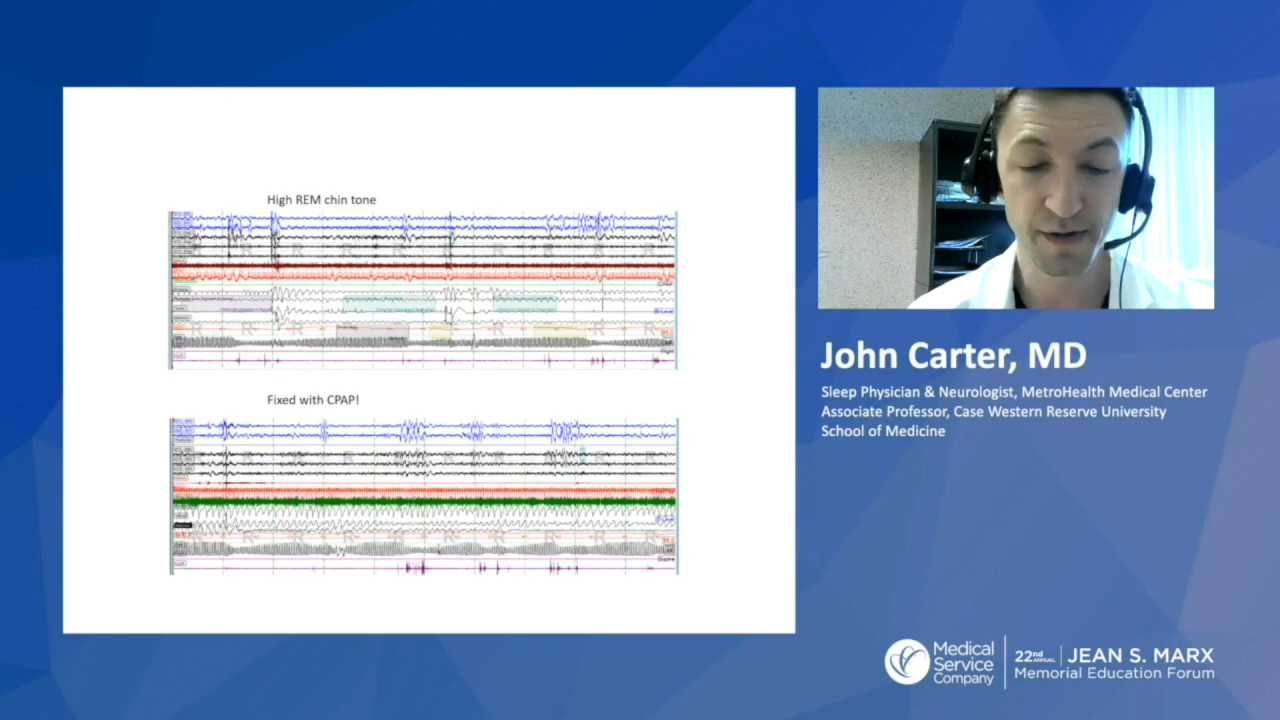 High REM chin tone
R R R R R R R R R R
R R R R R R R R R R
Fixed with CPAP!
R R R R R R R R R R
R R R R R R R R R R
John Carter, MD
Sleep Physician & Neurologist, MetroHealth Medical Center
Associate Professor, Case Western Reserve University
School of Medicine
Medical
Service
Company
22nd ANNUAL JEAN S. MARX
Memorial Education Forum